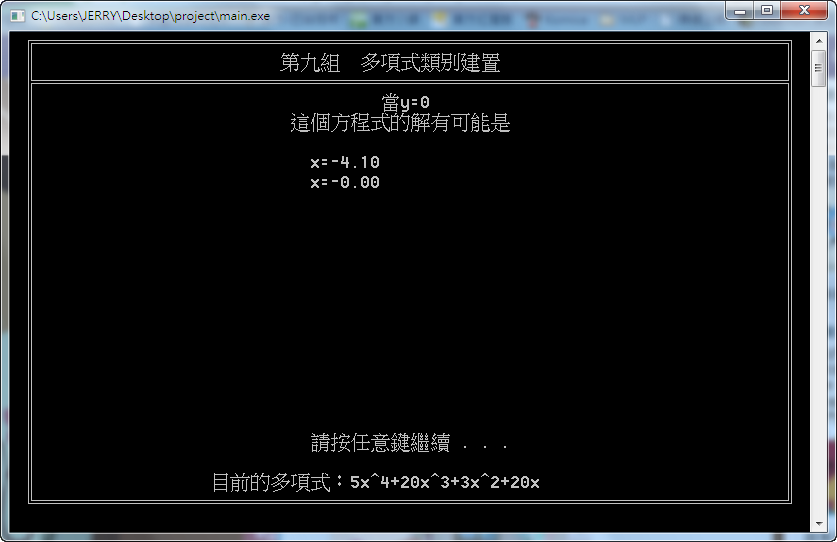 C:\Users\JERRY\Desktop\project\main.exe
第九組　多項式類別建置
當y=0
這個方程式的解有可能是
x=-4.10
x=-0.00
請按任意鍵繼續 . . .
目前的多項式：5x^4+20x^3+3x^2+20x